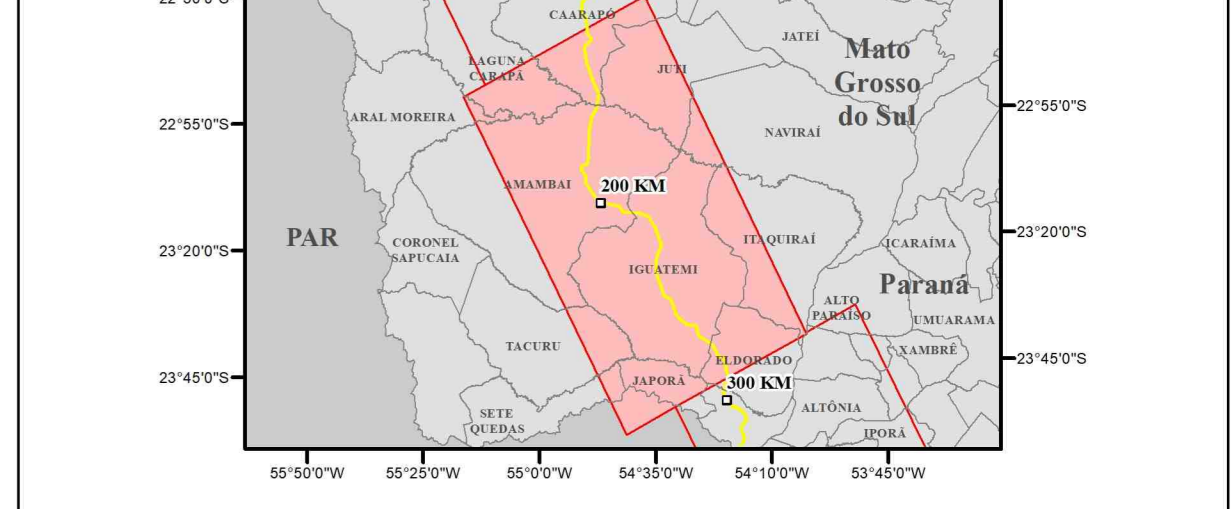 CAARAPÓ
JATEÍ
Mato
Grosso
do Sul
LAGUNA
CARAPÃ
JUTI
22°55'0"S
ARAL MOREIRA
22°55'0"S
NAVIRAÍ
AMAMBAI
200 KM
PAR
CORONEL
SAPUCAIA
23°20'0"S
ITAQUIRAÍ
23°20'0"S
ICARAÍMA
IGUATEMI
Paraná
ALTO
PARAÍSO
UMUARAMA
TACURU
XAMBRÊ
ELDORADO
23°45'0"S
23°45'0"S
JAPORÃ
300 KM
ALTÔNIA
SETE
QUEDAS
IPORÃ
55°50'0"W
55°25'0"W
55°0'0"W
54°35'0"W
54°10'0"W
53°45'0"W